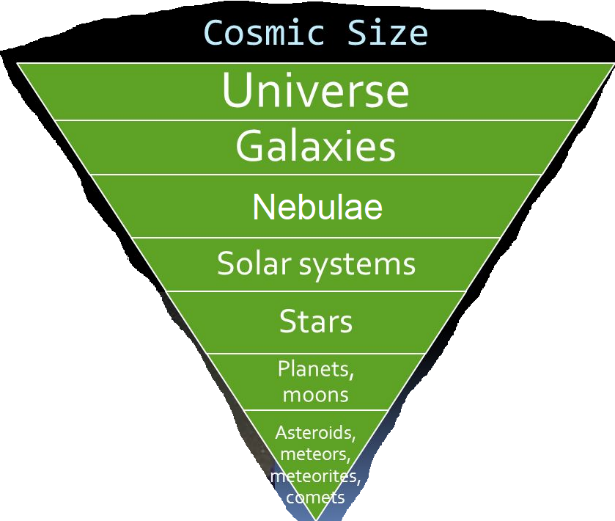 Cosmic Size
Universe
Galaxies
Nebulae
Solar systems
Stars
Planets,
moons
Asteroids,
meteors,
meteorites,
comets